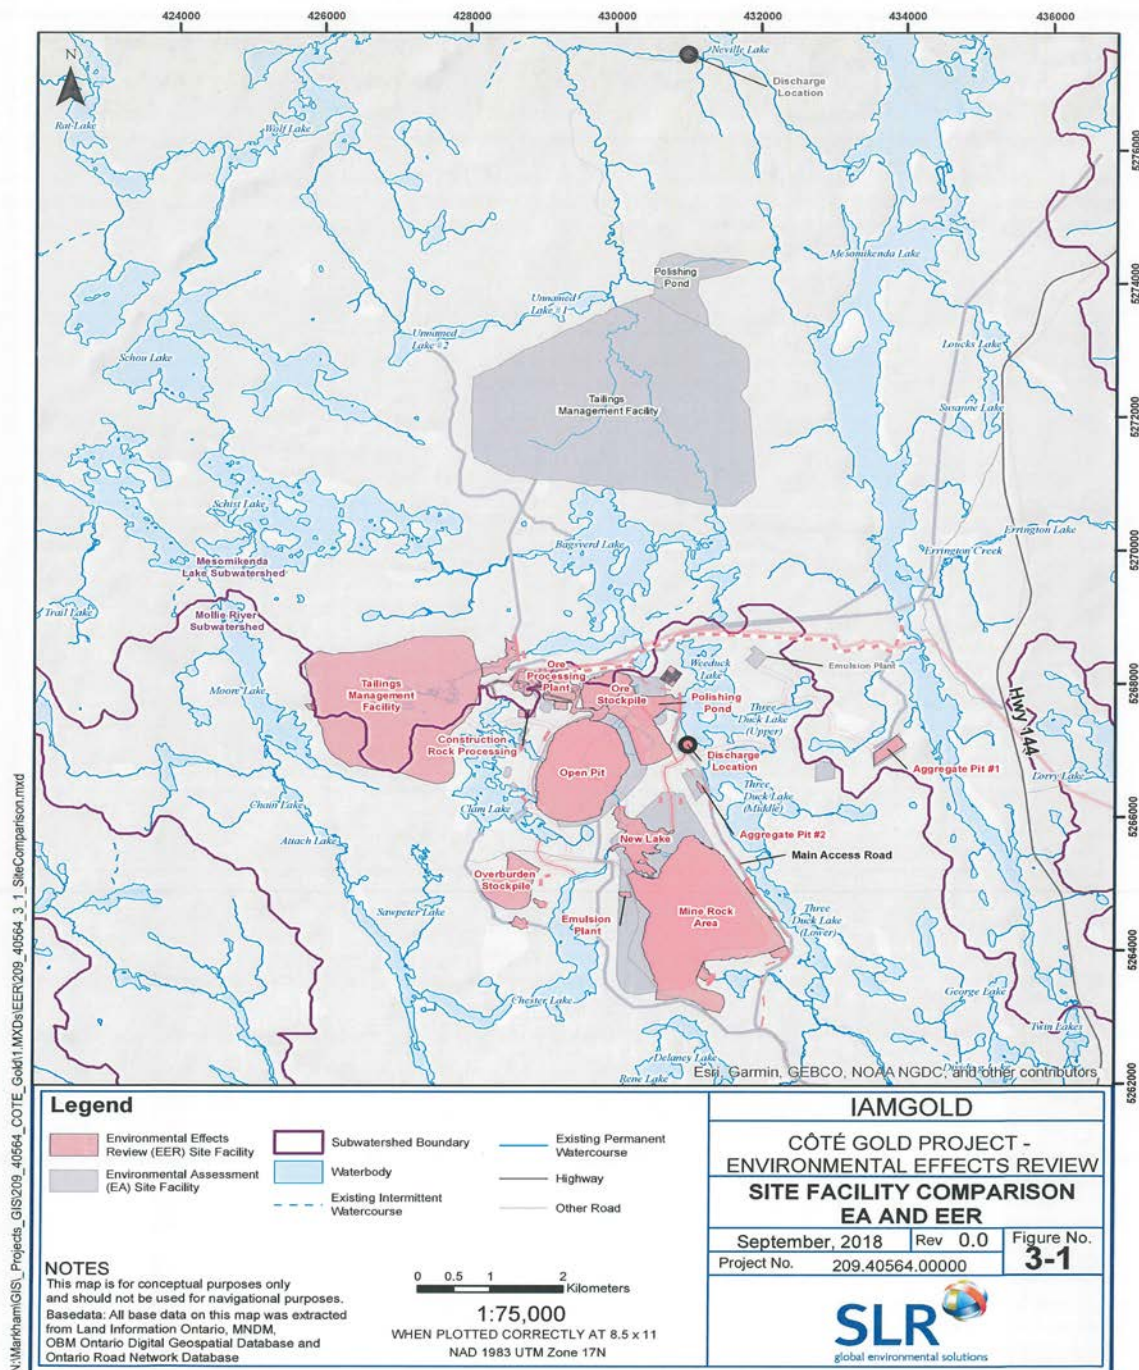 424000
426000
428000
430000
432000
434000
436000
N
Neville Lake
Discharge
Location
Rat Lake
Wolf Lake
5276000
Mesomikenda Lake
Polishing
Pond
5274000
Unnamed
Lake #1
Unnamed
Lake #2
Schou Lake
Loucks Lake
Tailings
Management Facility
Susanne Lake
5272000
Schist Lake
Errington Lake
Bagsverd Lake
Errington Creek
5270000
Mesomikenda
Lake Subwatershed
Trail Lake
Mollie River
Subwatershed
Moore Lake
Tailings
Management
Facility
Ore
Processing
Plant
Ore
Stockpile
Weeduck
Lake
Emulsion Plant
5268000
Polishing
Pond
Three
Duck Lake
(Upper)
Hwy 144
Construction
Rock Processing
Discharge
Location
Open Pit
Aggregate Pit #1
Lorry Lake
Three
Duck Lake
(Middle)
Chain Lake
Clam Lake
5266000
Attach Lake
New Lake
Aggregate Pit #2
Main Access Road
Overburden
Stockpile
Sawpeter Lake
Emulsion
Plant
Mine Rock
Area
Three
Duck Lake
(Lower)
5264000
Chester Lake
George Lake
Twin Lakes
Delaney Lake
Rene Lake
Esri, Garmin, GEBCO, NOAA NGDC, and other contributors
5262000
N:\Markham\GIS\_Projects_GIS\209_40564_COTE_Gold\1.MXDs\EER\209_40564_3_1_SiteComparison.mxd
Legend
Environmental Effects
Review (EER) Site Facility
Environmental Assessment
(EA) Site Facility
Subwatershed Boundary
Waterbody
Existing Intermittent
Watercourse
Existing Permanent
Watercourse
Highway
Other Road
NOTES
This map is for conceptual purposes only
and should not be used for navigational purposes.
Basedata: All base data on this map was extracted
from Land Information Ontario, MNDM,
OBM Ontario Digital Geospatial Database and
Ontario Road Network Database
0 0.5 1 2
Kilometers
1:75,000
WHEN PLOTTED CORRECTLY AT 8.5 x 11
NAD 1983 UTM Zone 17N
IAMGOLD
CÔTÉ GOLD PROJECT -
ENVIRONMENTAL EFFECTS REVIEW
SITE FACILITY COMPARISON
EA AND EER
September, 2018
Rev 0.0
Figure No.
3-1
Project No. 209.40564.00000
SLR
global environmental solutions